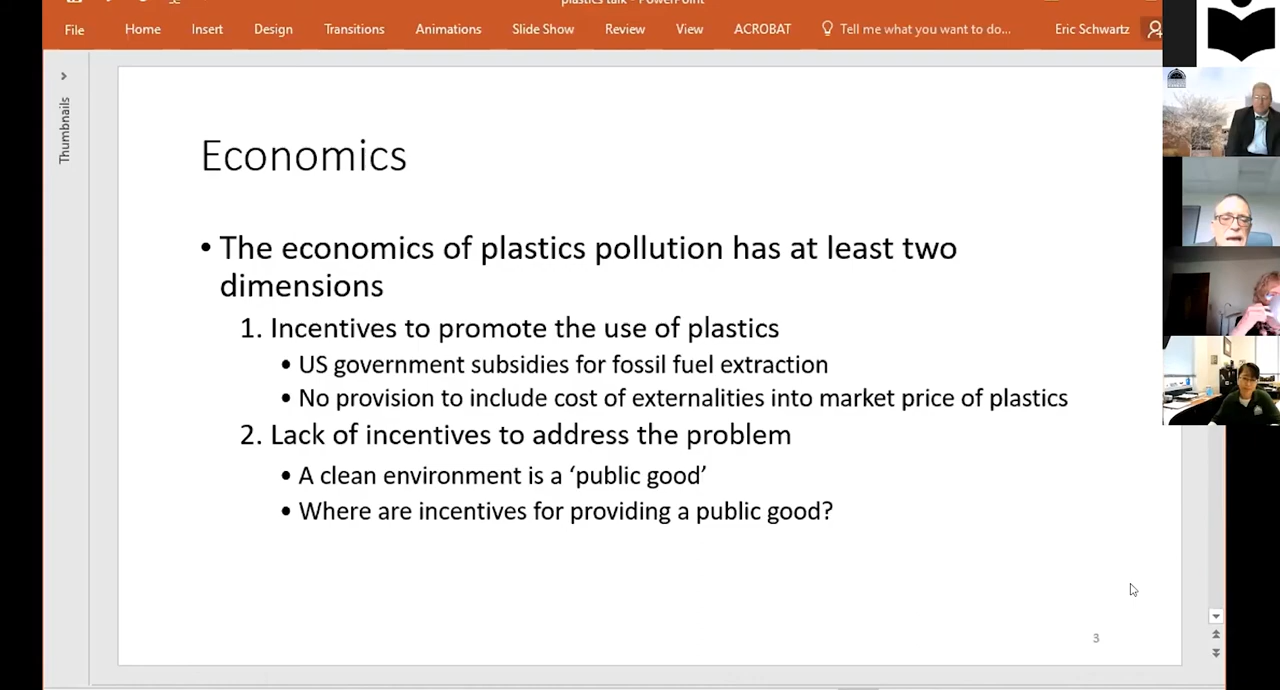 plastics talk - PowerPoint
File Home Insert Design Transitions Animations Slide Show Review View ACROBAT Tell me what you want to do... Eric Schwartz
Thumbnails
Economics
• The economics of plastics pollution has at least two
dimensions
1. Incentives to promote the use of plastics
• US government subsidies for fossil fuel extraction
• No provision to include cost of externalities into market price of plastics
2. Lack of incentives to address the problem
• A clean environment is a ‘public good’
• Where are incentives for providing a public good?
3